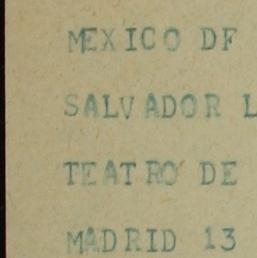 MEXICO DF
SALVADOR L
TEATRO DE
MADRID 13